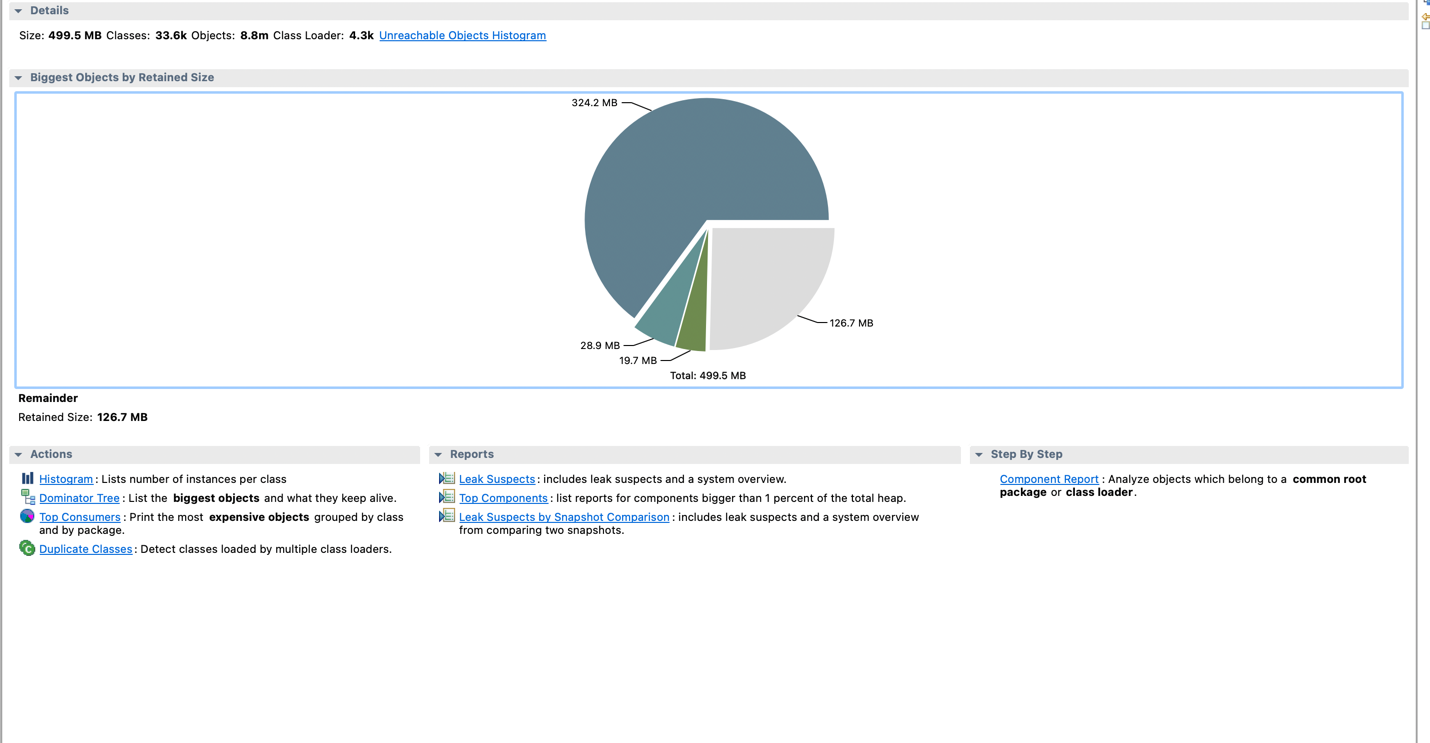 Details
Size: 499.5 MB Classes: 33.6k Objects: 8.8m Class Loader: 4.3k Unreachable Objects Histogram
Biggest Objects by Retained Size
324.2 MB
126.7 MB
28.9 MB
19.7 MB
Total: 499.5 MB
Remainder
Retained Size: 126.7 MB
Actions
Histogram: Lists number of instances per class
Dominator Tree: List the biggest objects and what they keep alive.
Top Consumers: Print the most expensive objects grouped by class
and by package.
Duplicate Classes: Detect classes loaded by multiple class loaders.
Reports
Leak Suspects: includes leak suspects and a system overview.
Top Components: list reports for components bigger than 1 percent of the total heap.
Leak Suspects by Snapshot Comparison: includes leak suspects and a system overview
from comparing two snapshots.
Step By Step
Component Report: Analyze objects which belong to a common root
package or class loader.